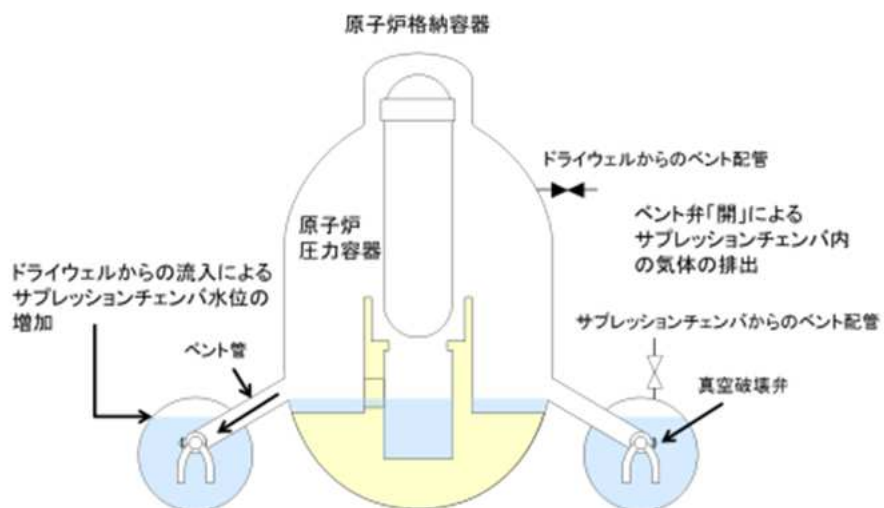 原子炉格納容器
ドライウェルからのベント配管
ベント弁「開」による
サプレッションチェンバ内
の気体の排出
原子炉
圧力容器
ドライウェルからの流入による
サプレッションチェンバ水位の
増加
サプレッションチェンバからのベント配管
ベント管
真空破壊弁